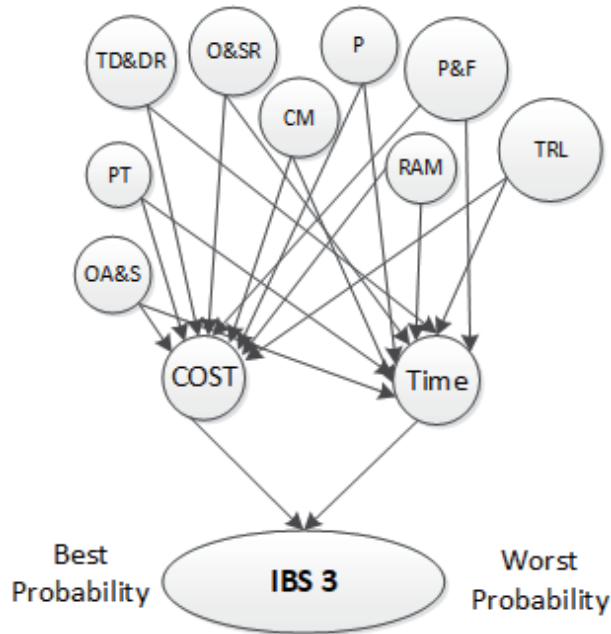 TD&DR
O&SR
P
P&F
CM
TRL
PT
RAM
OA&S
COST
Time
Best
Probability
IBS 3
Worst
Probability